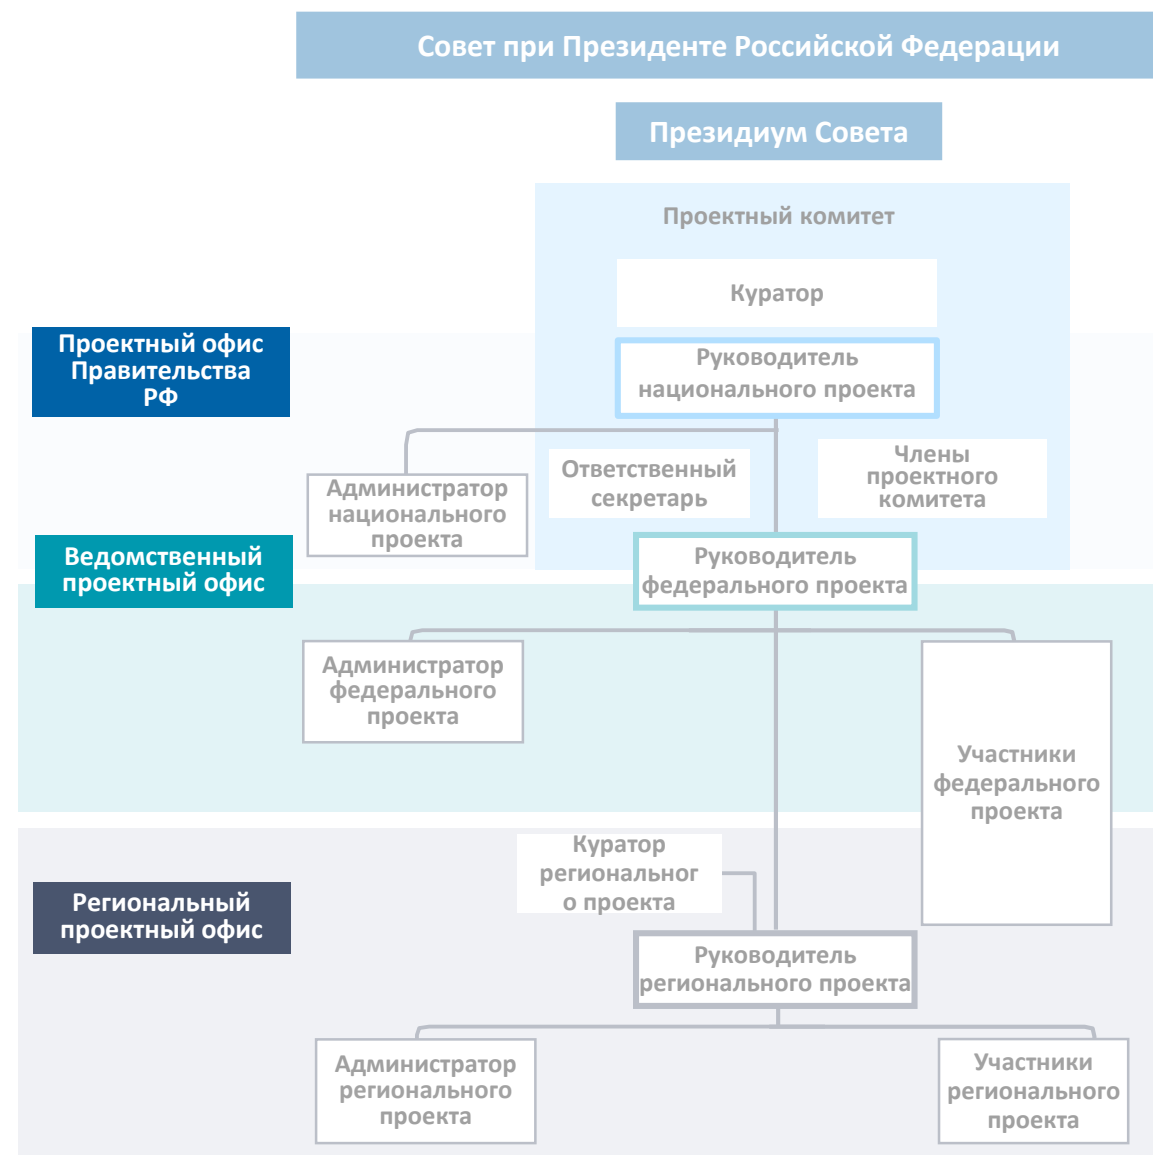 Совет при Президенте Российской Федерации
Президиум Совета
Проектный комитет
Куратор
Проектный офис
Правительства
РФ
Руководитель
национального проекта
Администратор
национального
проекта
Ответственный
секретарь
Члены
проектного
комитета
Ведомственный
проектный офис
Руководитель
федерального проекта
Администратор
федерального
проекта
Участники
федерального
проекта
Куратор
региональног
о проекта
Региональный
проектный офис
Руководитель
регионального проекта
Администратор
регионального
проекта
Участники
регионального
проекта